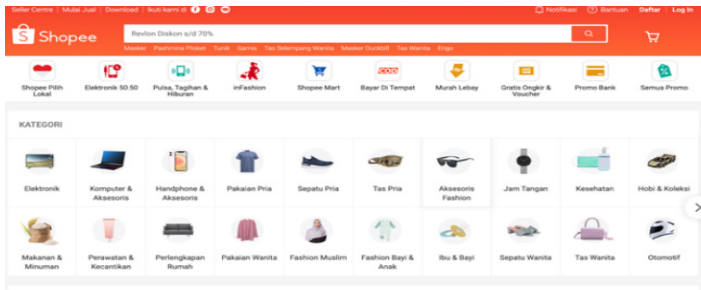 Seller Centre | Mulai Jual | Download | Ikuti kami di
Notifikasi
Bantuan
Daftar | Log In
Shopee
Revlon Diskon s/d 70%
Masker Pashmina Plisket Tunik Gamis Tas Selempang Wanita Masker Duckbill Tas Wanita Erigo
Shopee Pilih Lokal
Elektronik 50:50
Pulsa, Tagihan & Hiburan
inFashion
Shopee Mart
Bayar Di Tempat
Murah Lebay
Gratis Ongkir & Voucher
Promo Bank
Semua Promo
KATEGORI
Elektronik
Komputer & Aksesoris
Handphone & Aksesoris
Pakaian Pria
Sepatu Pria
Tas Pria
Aksesoris Fashion
Jam Tangan
Kesehatan
Hobi & Koleksi
Makanan & Minuman
Perawatan & Kecantikan
Perlengkapan Rumah
Pakaian Wanita
Fashion Muslim
Fashion Bayi & Anak
Ibu & Bayi
Sepatu Wanita
Tas Wanita
Otomotif